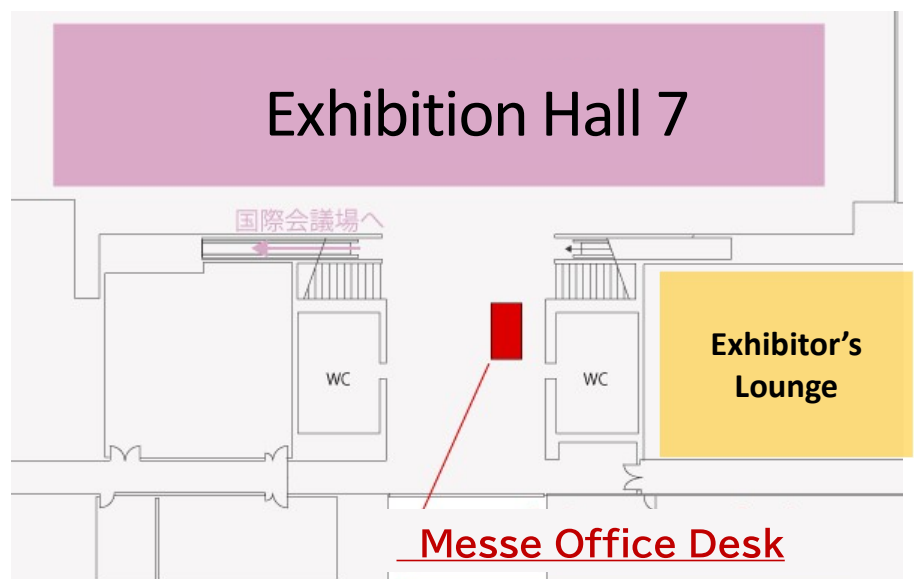 Exhibition Hall 7
国際会議場へ
WC
WC
Exhibitor’s
Lounge
Messe Office Desk